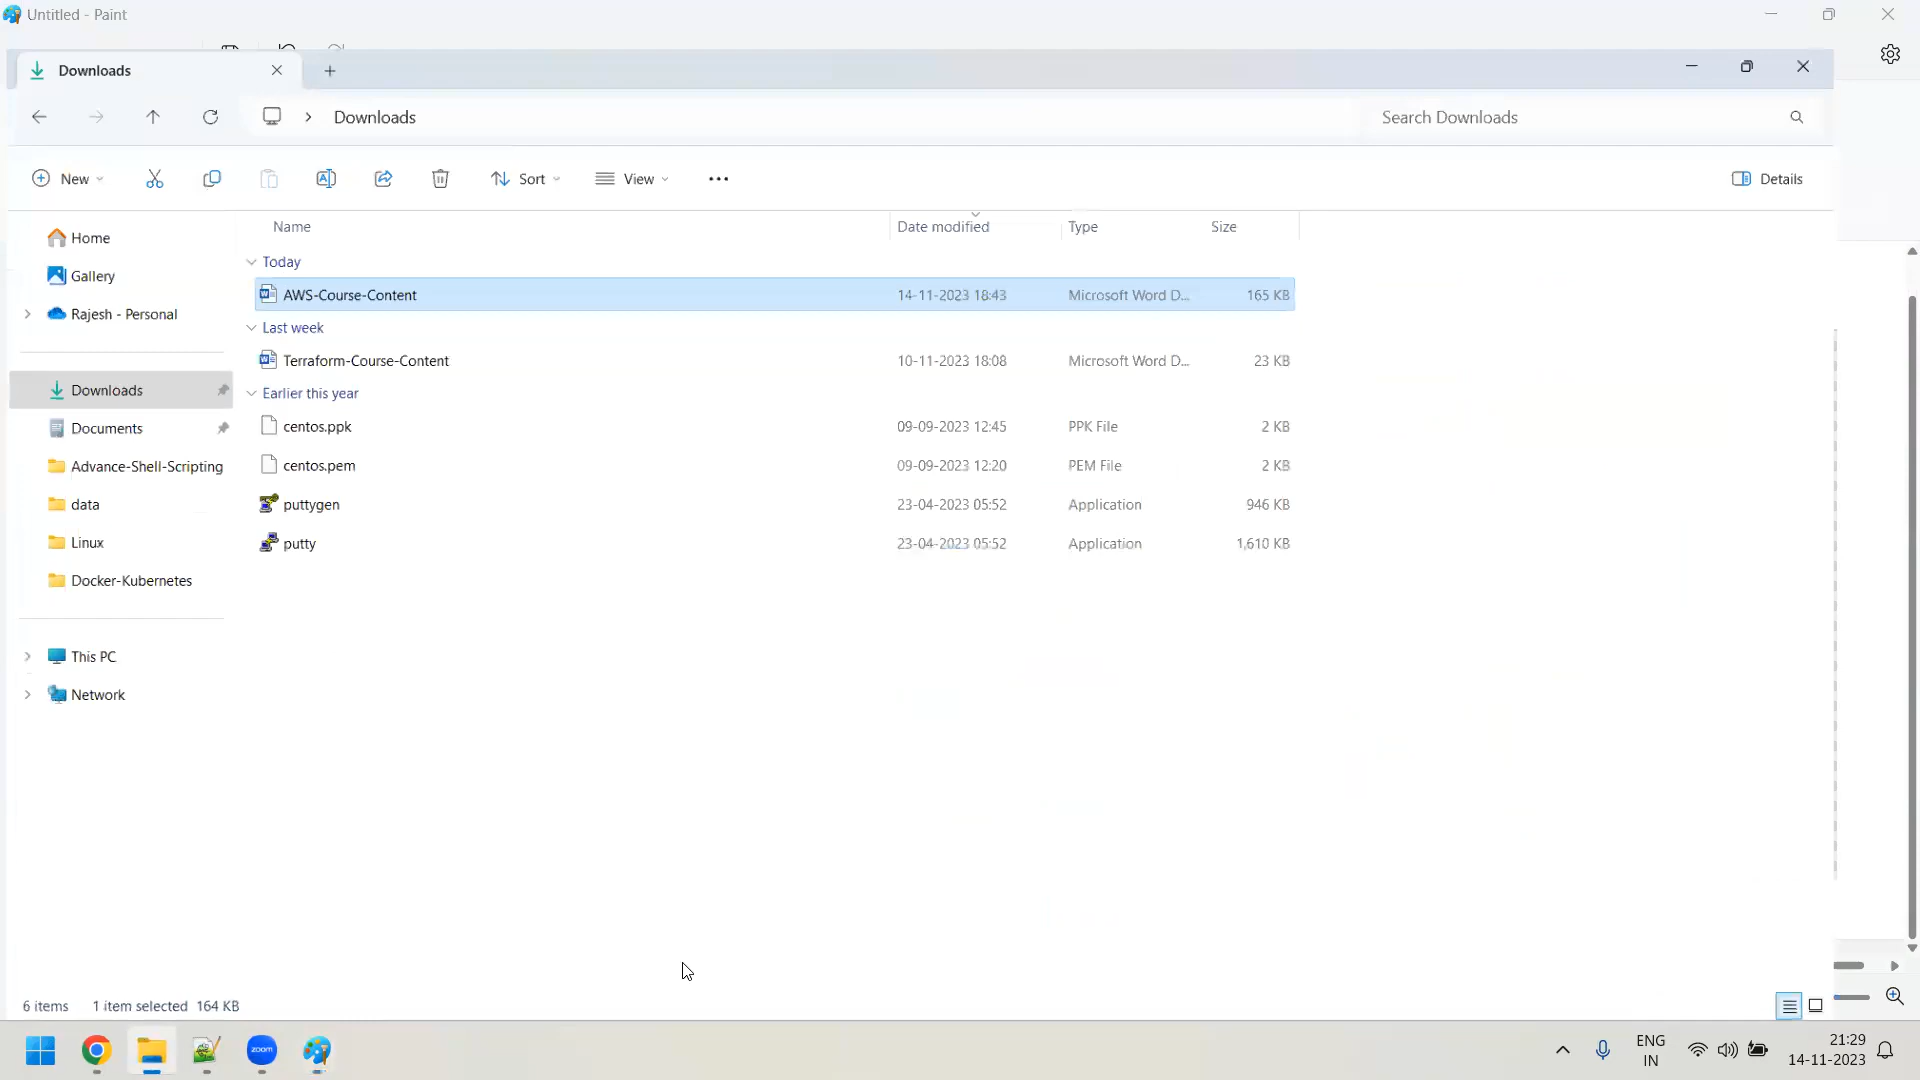 Untitled - Paint
Downloads
Downloads
Search Downloads
New
Sort
View
Details
Name Date modified Type Size
Today
AWS-Course-Content 14-11-2023 18:43 Microsoft Word D... 165 KB
Last week
Terraform-Course-Content 10-11-2023 18:08 Microsoft Word D... 23 KB
Earlier this year
centos.ppk 09-09-2023 12:45 PPK File 2 KB
centos.pem 09-09-2023 12:20 PEM File 2 KB
puttygen 23-04-2023 05:52 Application 946 KB
putty 23-04-2023 05:52 Application 1,610 KB
Home
Gallery
Rajesh - Personal
Downloads
Documents
Advance-Shell-Scripting
data
Linux
Docker-Kubernetes
This PC
Network
6 items 1 item selected 164 KB
zoom
ENG
IN
21:29
14-11-2023